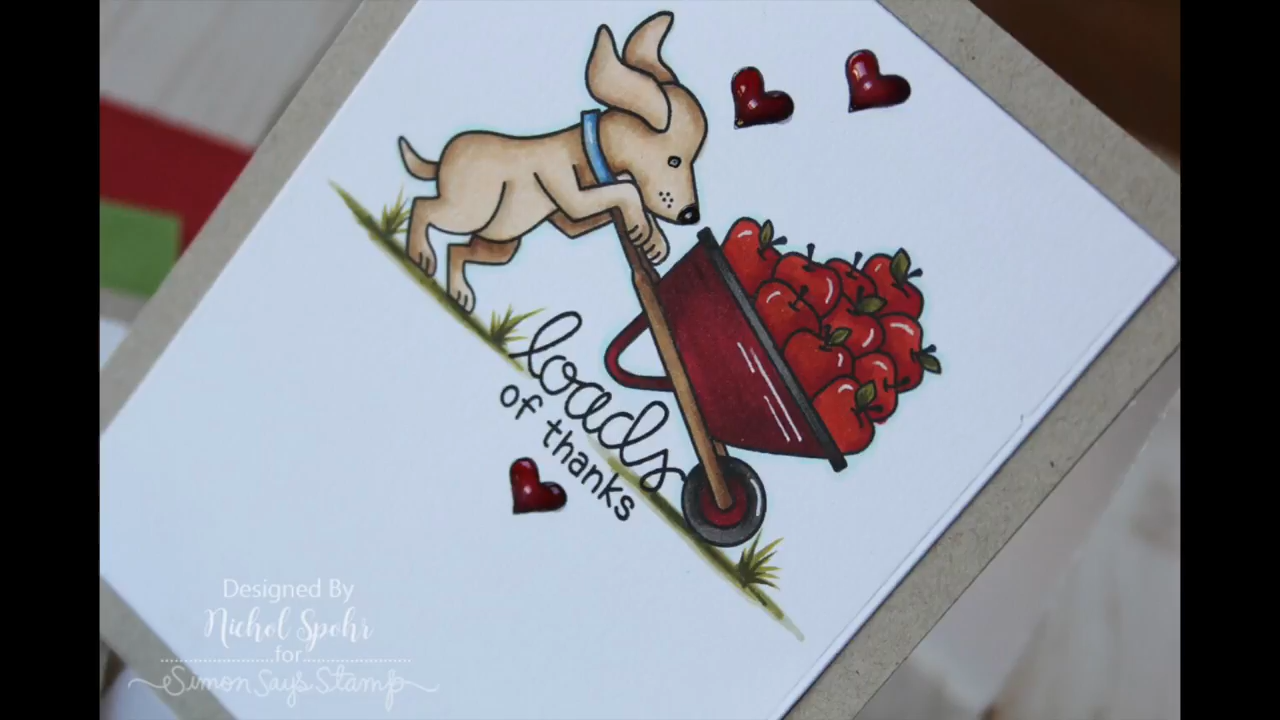 loads
of thanks
Designed By
Nichol Spohr
for
Simon Says Stamp